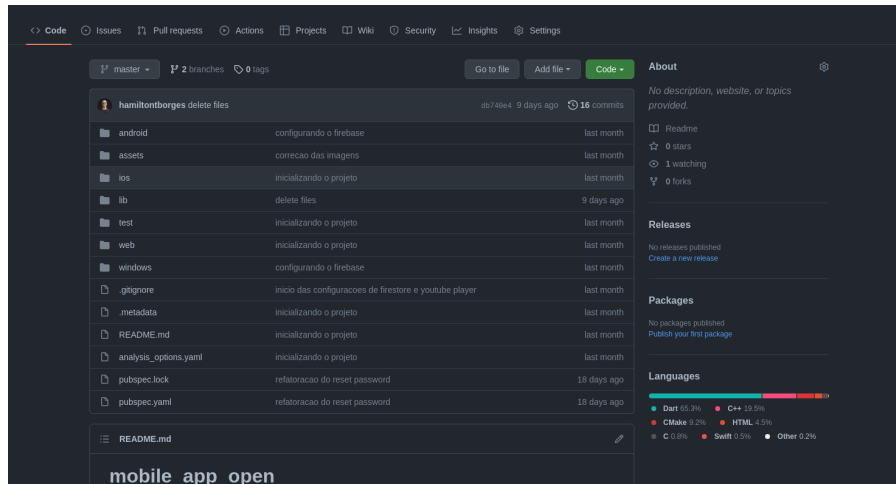 Code Issues Pull requests Actions Projects Wiki Security Insights Settings
master 2 branches 0 tags Go to file Add file Code
hamiltontborges delete files db740e4 9 days ago 16 commits
android configurando o firebase last month
assets correcao das imagens last month
ios inicializando o projeto last month
lib delete files 9 days ago
test inicializando o projeto last month
web inicializando o projeto last month
windows configurando o firebase last month
.gitignore inicio das configuracoes de firestore e youtube player last month
.metadata inicializando o projeto last month
README.md inicializando o projeto last month
analysis_options.yaml inicializando o projeto last month
pubspec.lock refatoracao do reset password 18 days ago
pubspec.yaml refatoracao do reset password 18 days ago
README.md
mobile_app_open
About
No description, website, or topics
provided.
Readme
0 stars
1 watching
0 forks
Releases
No releases published
Create a new release
Packages
No packages published
Publish your first package
Languages
Dart 65.3% C++ 19.5%
CMake 9.2% HTML 4.5%
C 0.8% Swift 0.5% Other 0.2%